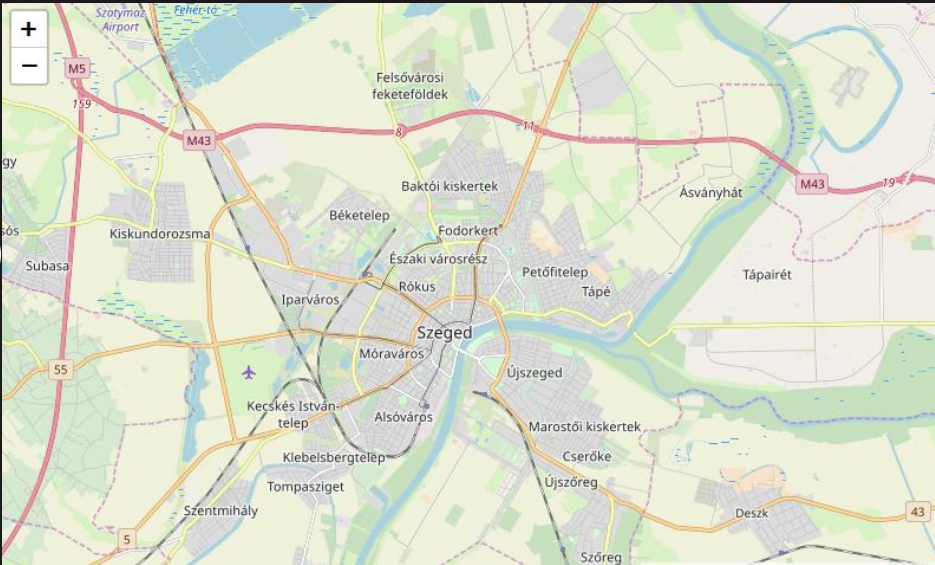 +
−
Szatymaz
Airport
Fehér-tó
M5
159
M43
Felsővárosi
feketeföldek
8
11
Ásványhát
M43
19
gy
Baktói kiskertek
Béketelep
Fodorkert
Kiskundorozsma
sós
Subasa
Északi városrész
Petőfitelep
Tápé
Tápairét
Rókus
Iparváros
Szeged
Móraváros
55
Újszeged
Kecskés István-
telep
Alsóváros
Marostői kiskertek
Cserőke
Klebelsbergtelep
Tompasziget
Újszőreg
Szentmihály
Deszk
43
5
Szőreg